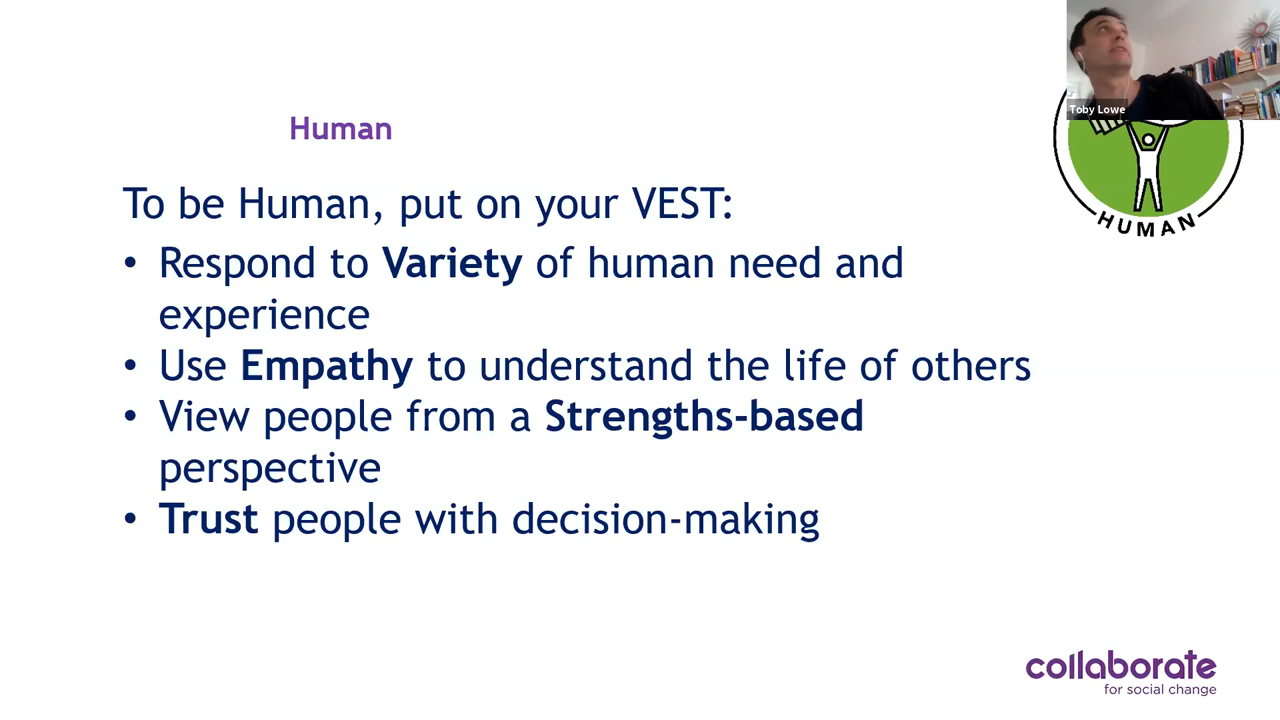 Toby Lowe
Human
HUMAN
To be Human, put on your VEST:
• Respond to Variety of human need and
experience
• Use Empathy to understand the life of others
• View people from a Strengths-based
perspective
• Trust people with decision-making
collaborate
for social change